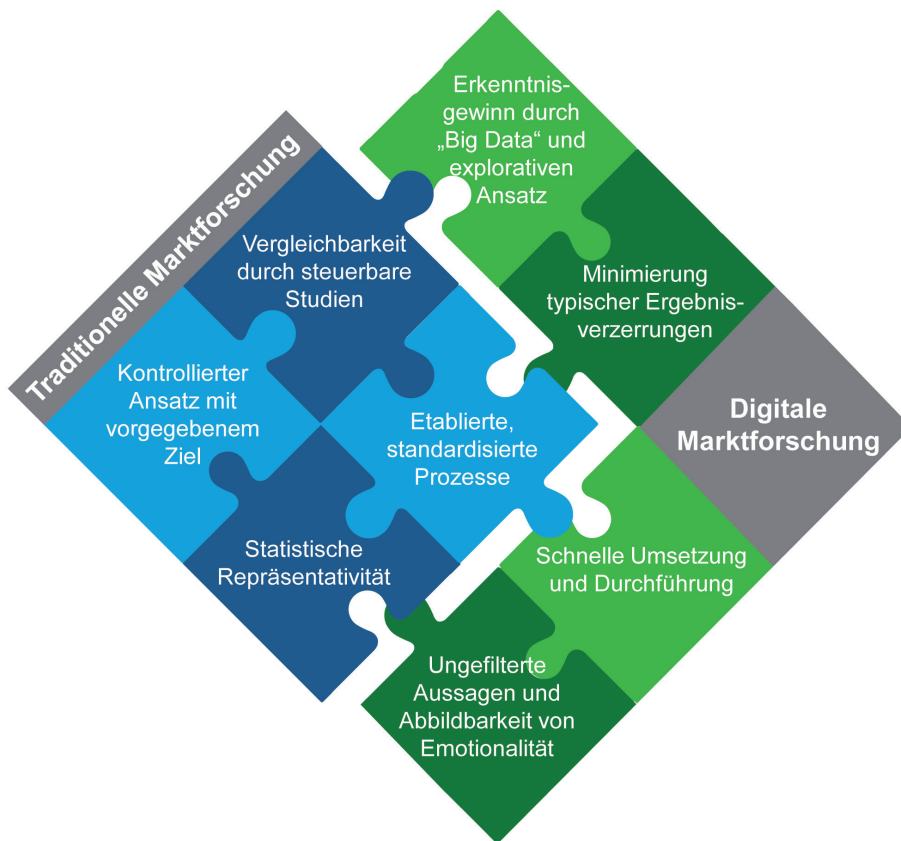 Traditionelle Marktforschung
Vergleichbarkeit
durch steuerbare
Studien
Kontrollierter
Ansatz mit
vorgegebenem
Ziel
Etablierte,
standardisierte
Prozesse
Statistische
Repräsentativität
Erkenntnis-
gewinn durch
„Big Data“ und
explorativen
Ansatz
Minimierung
typischer Ergebnis-
verzerrungen
Digitale
Marktforschung
Schnelle Umsetzung
und Durchführung
Ungefilterte
Aussagen und
Abbildbarkeit von
Emotionalität